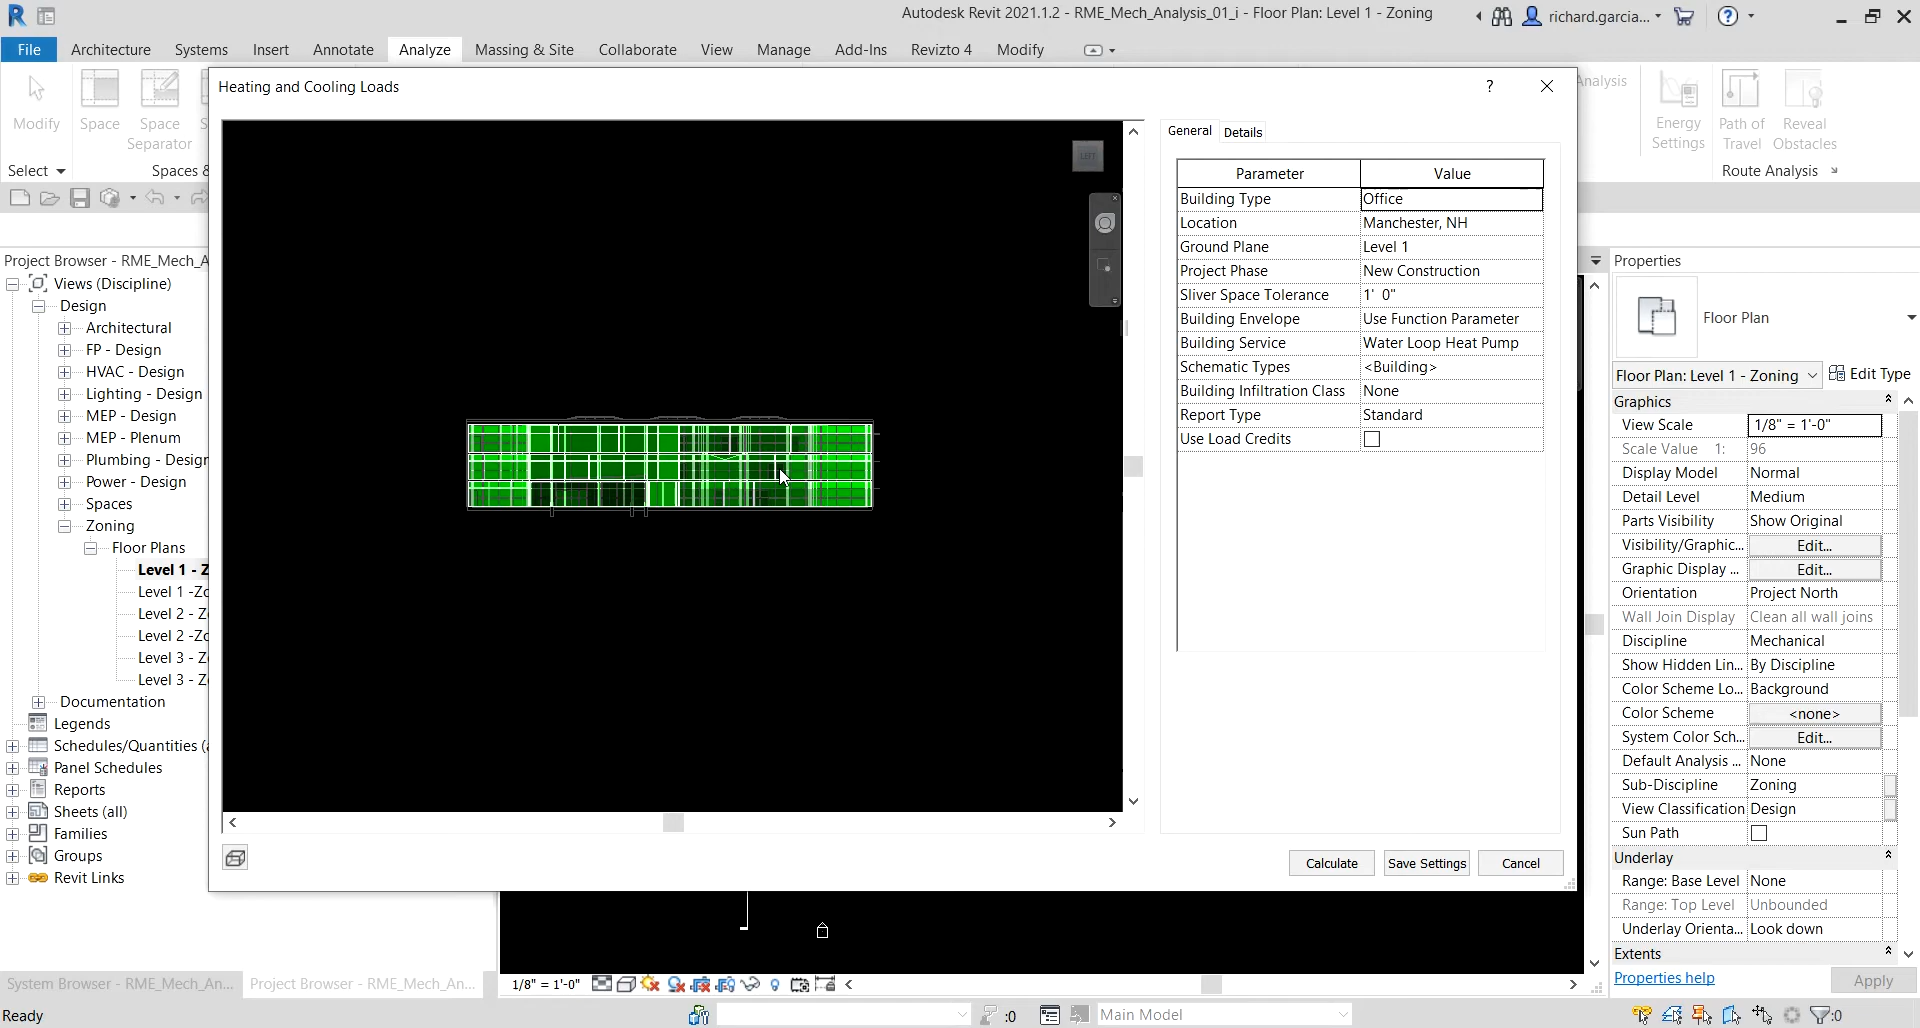 Autodesk Revit 2021.1.2 - RME_Mech_Analysis_01_i - Floor Plan: Level 1 - Zoning
richard.garcia...
File Architecture Systems Insert Annotate Analyze Massing & Site Collaborate View Manage Add-Ins Revizto 4 Modify
Modify
Space
Space Separator
Select
Spaces &
Analysis
Energy Settings
Path of Travel
Reveal Obstacles
Route Analysis
Heating and Cooling Loads
LEFT
General Details
Parameter Value
Building Type Office
Location Manchester, NH
Ground Plane Level 1
Project Phase New Construction
Sliver Space Tolerance 1' 0"
Building Envelope Use Function Parameter
Building Service Water Loop Heat Pump
Schematic Types <Building>
Building Infiltration Class None
Report Type Standard
Use Load Credits
Calculate Save Settings Cancel
Project Browser - RME_Mech_A
Views (Discipline)
Design
Architectural
FP - Design
HVAC - Design
Lighting - Design
MEP - Design
MEP - Plenum
Plumbing - Design
Power - Design
Spaces
Zoning
Floor Plans
Level 1 - Z
Level 1 -Zo
Level 2 - Z
Level 2 -Zo
Level 3 - Z
Level 3 - Z
Documentation
Legends
Schedules/Quantities (a
Panel Schedules
Reports
Sheets (all)
Families
Groups
Revit Links
System Browser - RME_Mech_An... Project Browser - RME_Mech_An...
Properties
Floor Plan
Floor Plan: Level 1 - Zoning Edit Type
Graphics
View Scale 1/8" = 1'-0"
Scale Value 1: 96
Display Model Normal
Detail Level Medium
Parts Visibility Show Original
Visibility/Graphic... Edit...
Graphic Display ... Edit...
Orientation Project North
Wall Join Display Clean all wall joins
Discipline Mechanical
Show Hidden Lin... By Discipline
Color Scheme Lo... Background
Color Scheme <none>
System Color Sch... Edit...
Default Analysis ... None
Sub-Discipline Zoning
View Classification Design
Sun Path
Underlay
Range: Base Level None
Range: Top Level Unbounded
Underlay Orienta... Look down
Extents
Properties help Apply
1/8" = 1'-0"
Ready
:0
Main Model
:0